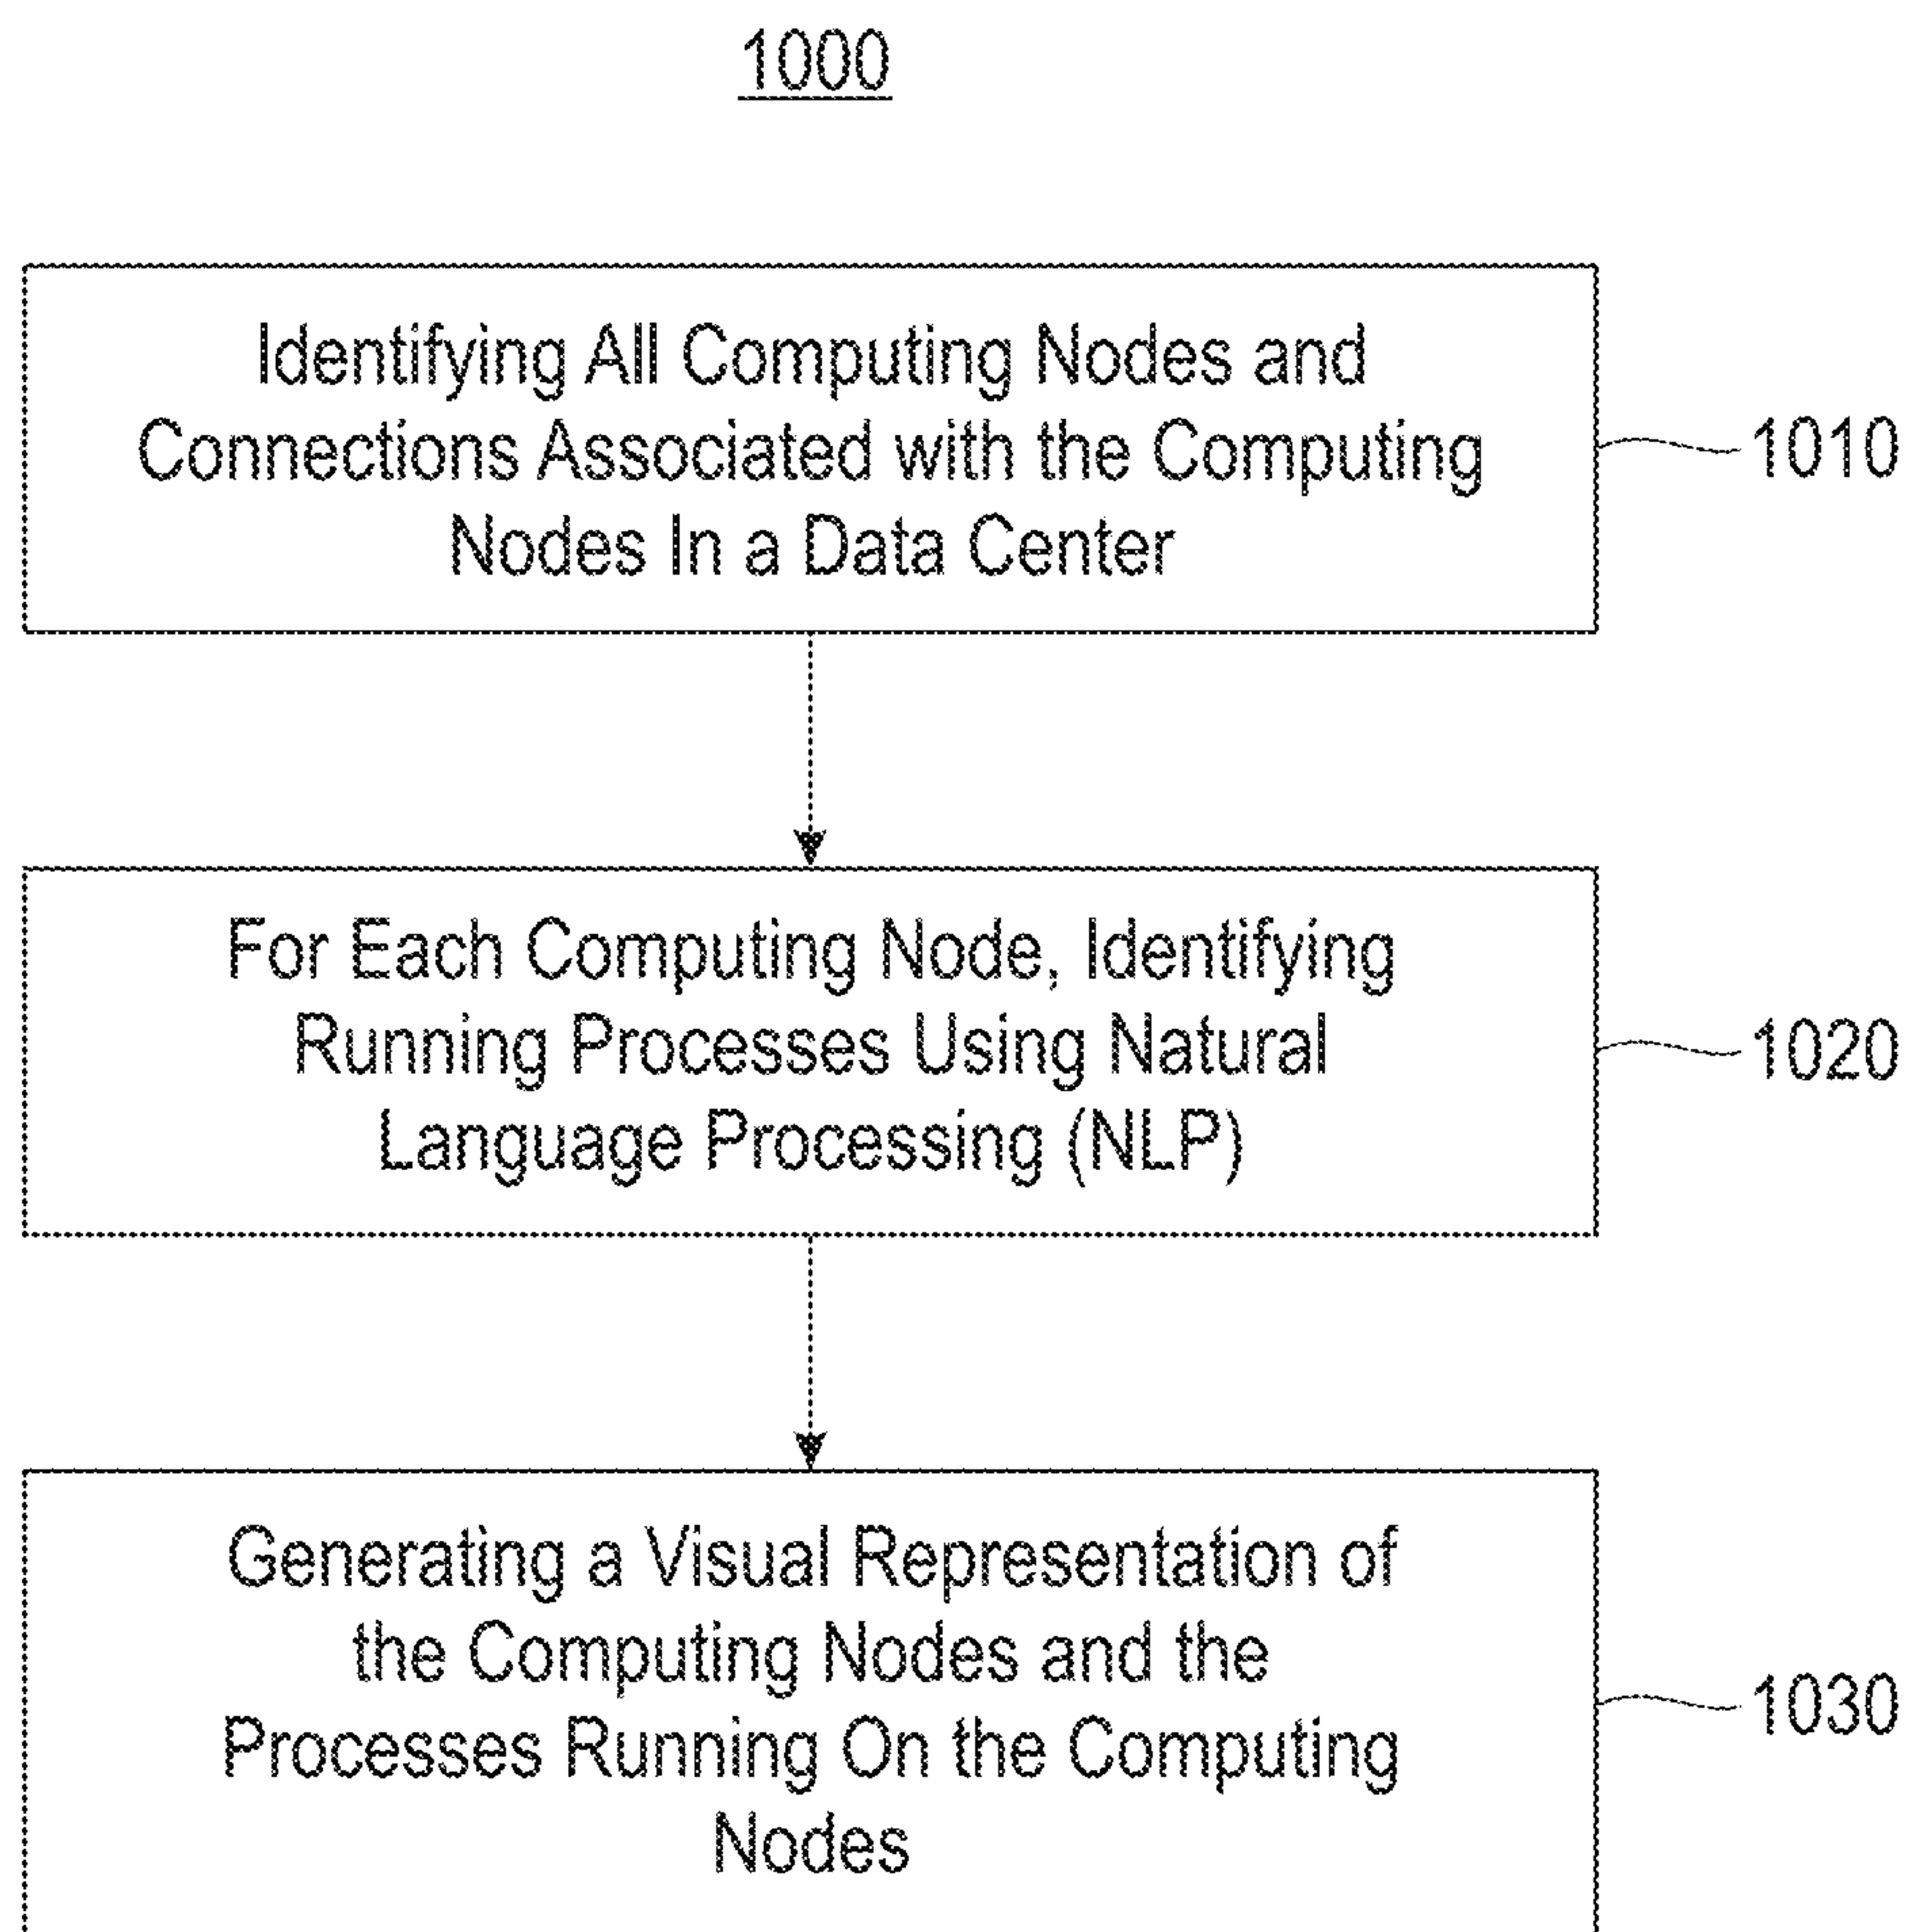 1000
Identifying All Computing Nodes and
Connections Associated with the Computing
Nodes In a Data Center
1010
For Each Computing Node, Identifying
Running Processes Using Natural
Language Processing (NLP)
1020
Generating a Visual Representation of
the Computing Nodes and the
Processes Running On the Computing
Nodes
1030